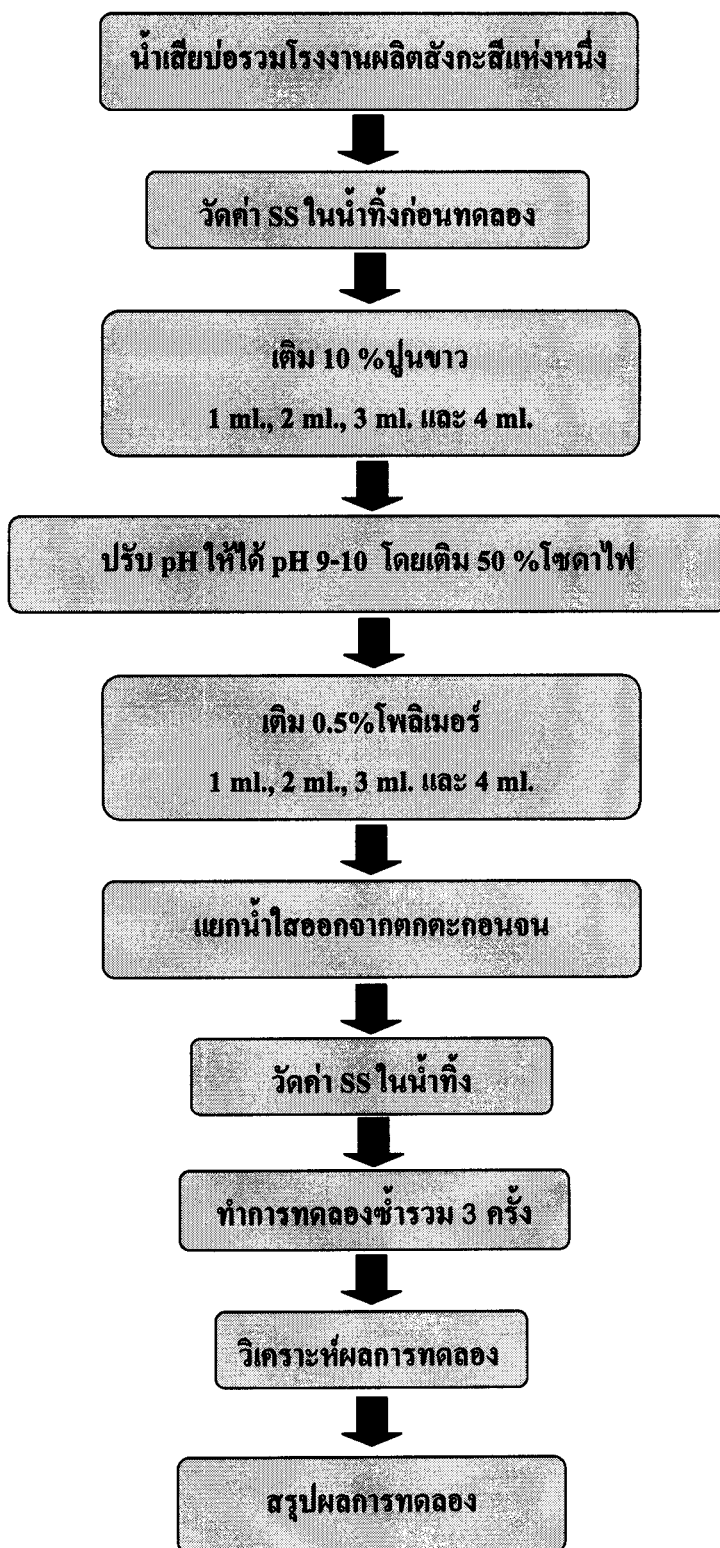 น้ำเสียบ่อรวมโรงงานผลิตสังกะสีแห่งหนึ่ง
วัดค่า SS ในน้ำทิ้งก่อนทดลอง
เติม 10 %ปูนขาว
1 ml., 2 ml., 3 ml. และ 4 ml.
ปรับ pH ให้ได้ pH 9-10 โดยเติม 50 %โซดาไฟ
เติม 0.5%โพลิเมอร์
1 ml., 2 ml., 3 ml. และ 4 ml.
แยกน้ำใสออกจากตกตะกอนจน
วัดค่า SS ในน้ำทิ้ง
ทำการทดลองซ้ำรวม 3 ครั้ง
วิเคราะห์ผลการทดลอง
สรุปผลการทดลอง